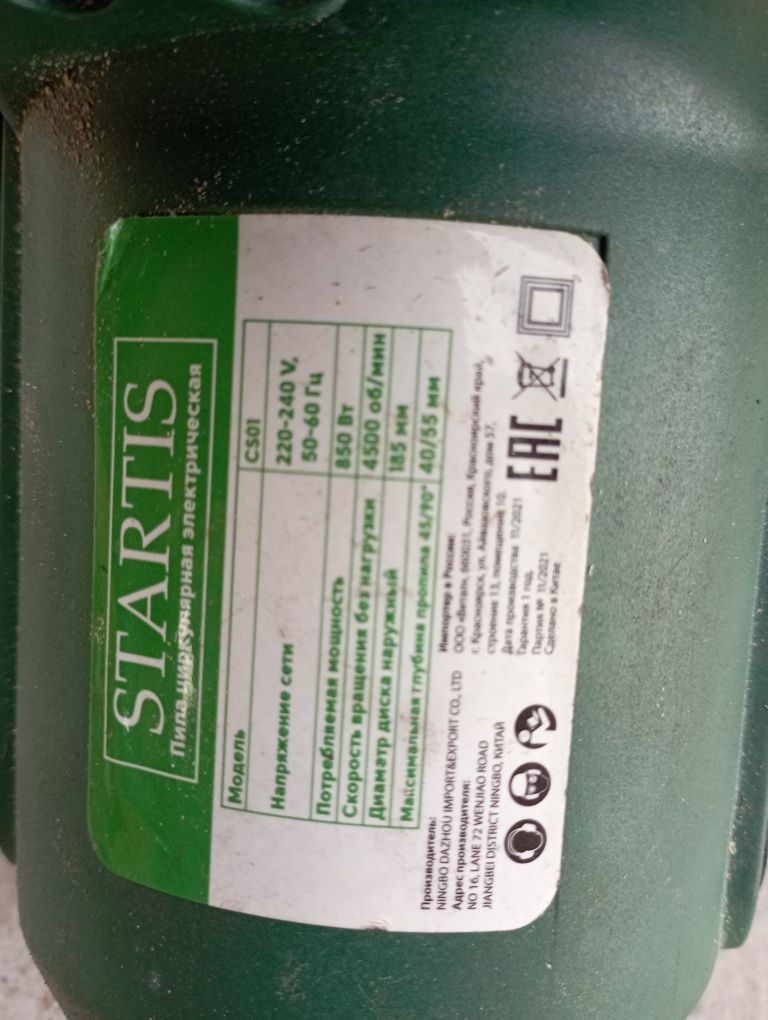 STARTIS
Пила циркулярная электрическая
Модель CS01
Напряжение сети 220-240 V,
50-60 Гц
Потребляемая мощность 850 Вт
Скорость вращения без нагрузки 4500 об/мин
Диаметр диска наружный 185 мм
Максимальная глубина пропила 45/90° 40/55 мм
Производитель:
NINGBO DAZHOU IMPORT&EXPORT CO., LTD
Адрес производителя:
NO 16, LANE 72 WENJIAO ROAD
JIANGBEI DISTRICT NINGBO, КИТАЙ
Импортер в России:
ООО «Витал», 660031, Россия, Красноярский край,
г. Красноярск, ул. Айвазовского, дом 37,
строение 13, помещение 10.
Дата производства 11/2021
Гарантия 1 год.
Партия № 11/2021
Сделано в Китае
EAC